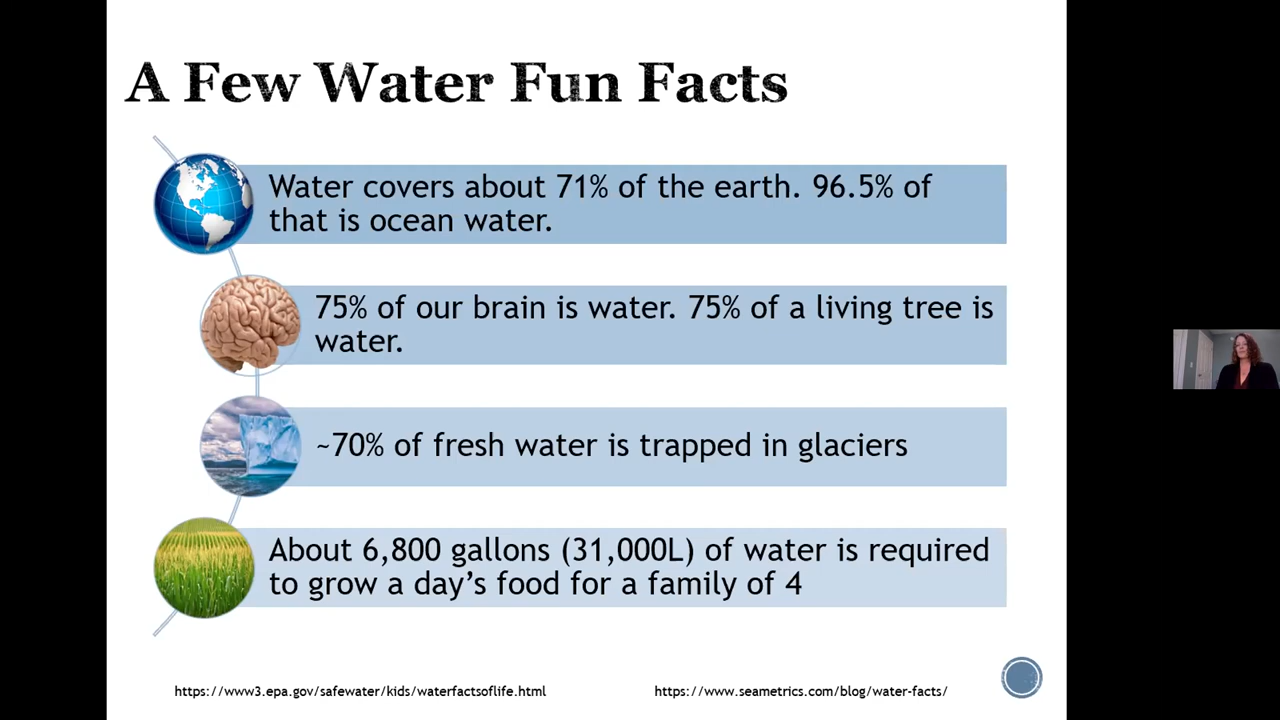 A Few Water Fun Facts
Water covers about 71% of the earth. 96.5% of
that is ocean water.
75% of our brain is water. 75% of a living tree is
water.
~70% of fresh water is trapped in glaciers
About 6,800 gallons (31,000L) of water is required
to grow a day’s food for a family of 4
https://www3.epa.gov/safewater/kids/waterfactsoflife.html
https://www.seametrics.com/blog/water-facts/